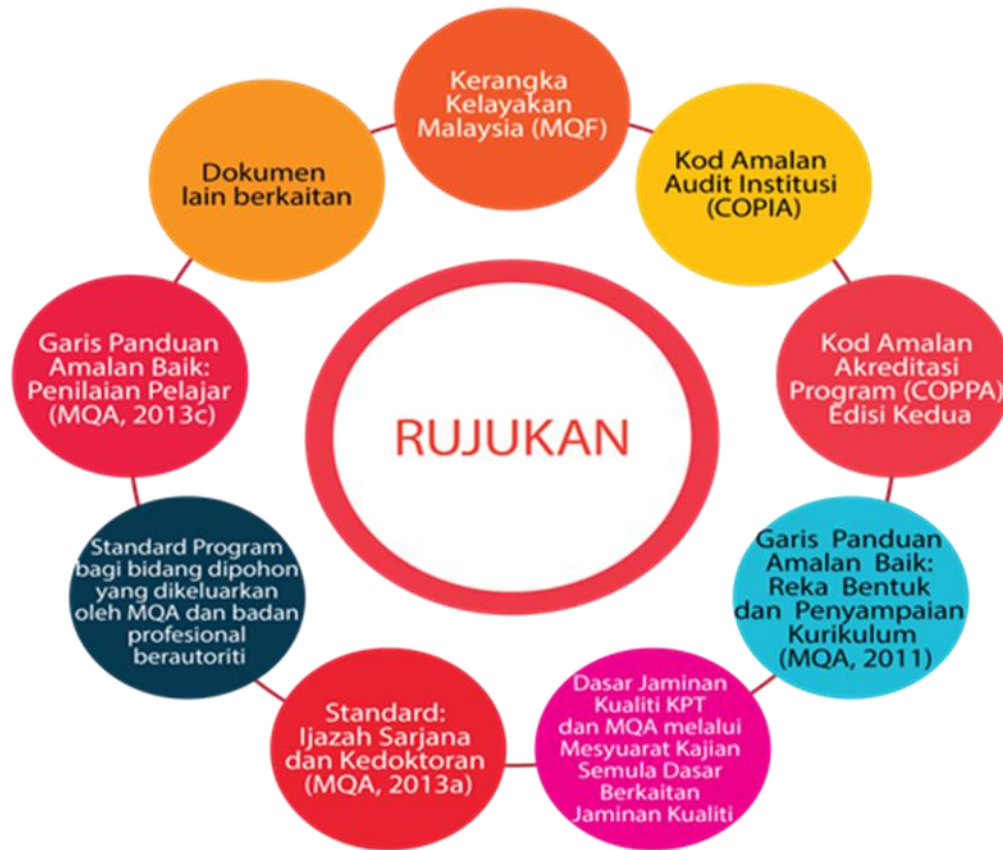 Kerangka
Kelayakan
Malaysia (MQF)
Kod Amalan
Audit Institusi
(COPIA)
Kod Amalan
Akreditasi
Program (COPPA)
Edisi Kedua
Garis Panduan
Amalan Baik:
Reka Bentuk
dan Penyampaian
Kurikulum
(MQA, 2011)
Dasar Jaminan
Kualiti KPT
dan MQA melalui
Mesyuarat Kajian
Semula Dasar
Berkaitan
Jaminan Kualiti
Standard:
Ijazah Sarjana
dan Kedoktoran
(MQA, 2013a)
Standard Program
bagi bidang dipohon
yang dikeluarkan
oleh MQA dan badan
profesional
berautoriti
Garis Panduan
Amalan Baik:
Penilaian Pelajar
(MQA, 2013c)
Dokumen
lain berkaitan
RUJUKAN